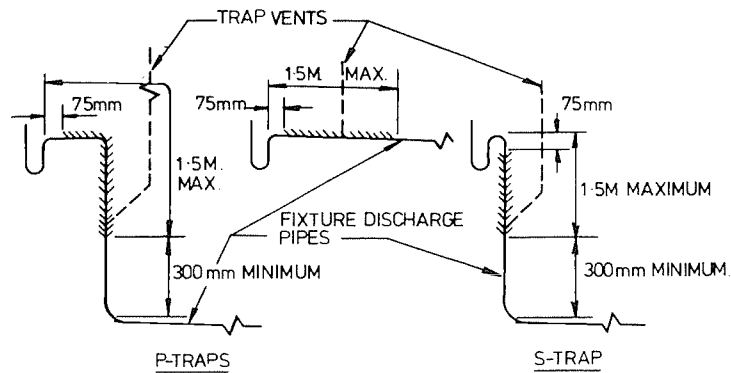 TRAP VENTS
1·5M. MAX.
75mm
75mm
75mm
1·5M.
MAX.
1·5M MAXIMUM
FIXTURE DISCHARGE
PIPES
300mm MINIMUM
300mm MINIMUM.
P-TRAPS
S-TRAP